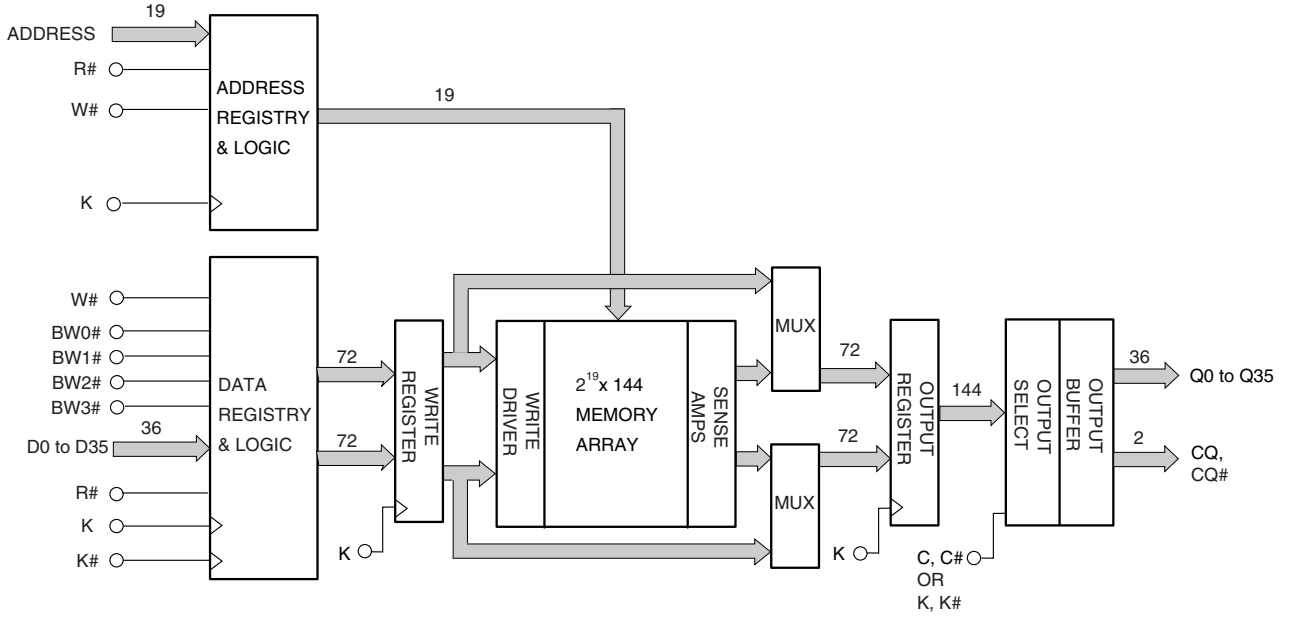 19
ADDRESS
R#
W#
K
ADDRESS
REGISTRY
& LOGIC
19
W#
BW0#
BW1#
BW2#
BW3#
D0 to D35
36
R#
K
K#
DATA
REGISTRY
& LOGIC
72
72
WRITE
REGISTER
K
WRITE
DRIVER
2^19 x 144
MEMORY
ARRAY
SENSE
AMPS
MUX
MUX
72
72
OUTPUT
REGISTER
K
144
OUTPUT
SELECT
OUTPUT
BUFFER
C, C#
OR
K, K#
36
Q0 to Q35
2
CQ,
CQ#